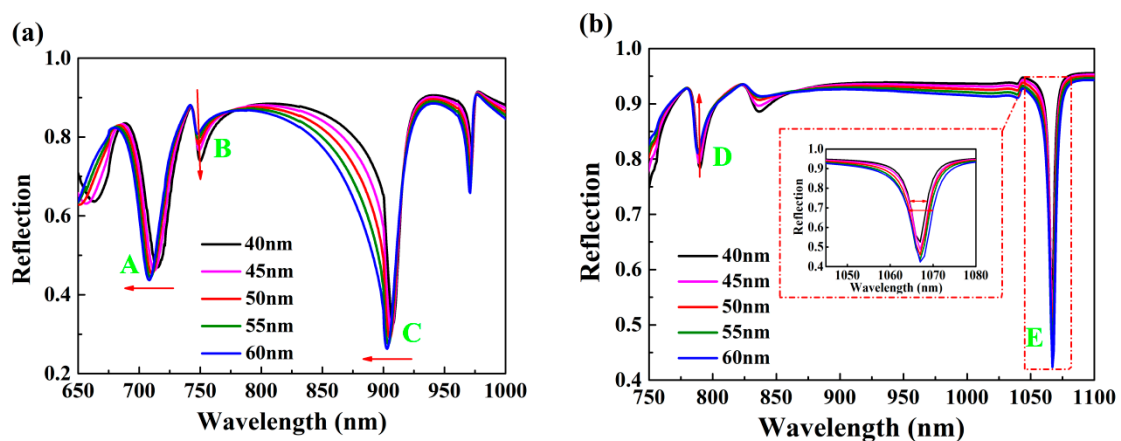 (a)
1.0
0.8
0.6
0.4
0.2
Reflection
A
B
C
40nm
45nm
50nm
55nm
60nm
650 700 750 800 850 900 950 1000
Wavelength (nm)
(b)
1.0
0.9
0.8
0.7
0.6
0.5
0.4
Reflection
D
E
40nm
45nm
50nm
55nm
60nm
1.0
0.9
0.8
0.7
0.6
0.5
0.4
Reflection
1050 1060 1070 1080
Wavelength (nm)
750 800 850 900 950 1000 1050 1100
Wavelength (nm)